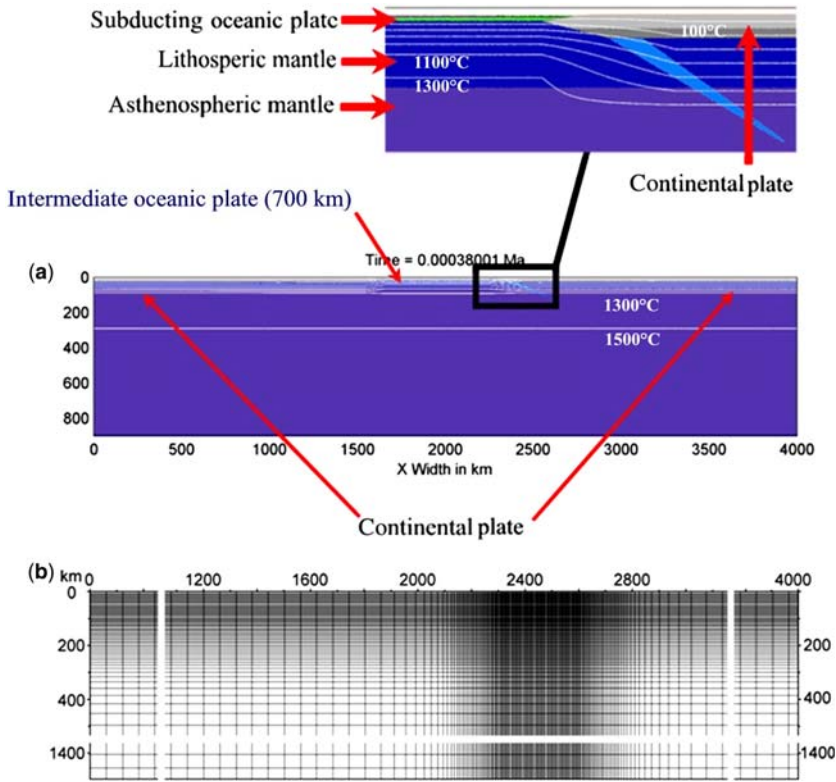 Subducting oceanic plate
100°C
Lithosperic mantle
1100°C
1300°C
Asthenospheric mantle
Continental plate
Intermediate oceanic plate (700 km)
(a)
Time = 0.00038001 Ma
0
200
400
600
800
1300°C
1500°C
0 500 1000 1500 2000 2500 3000 3500 4000
X Width in km
Continental plate
(b)
km 0 1200 1600 2000 2400 2800 4000
0
200 200
400 400
1400 1400